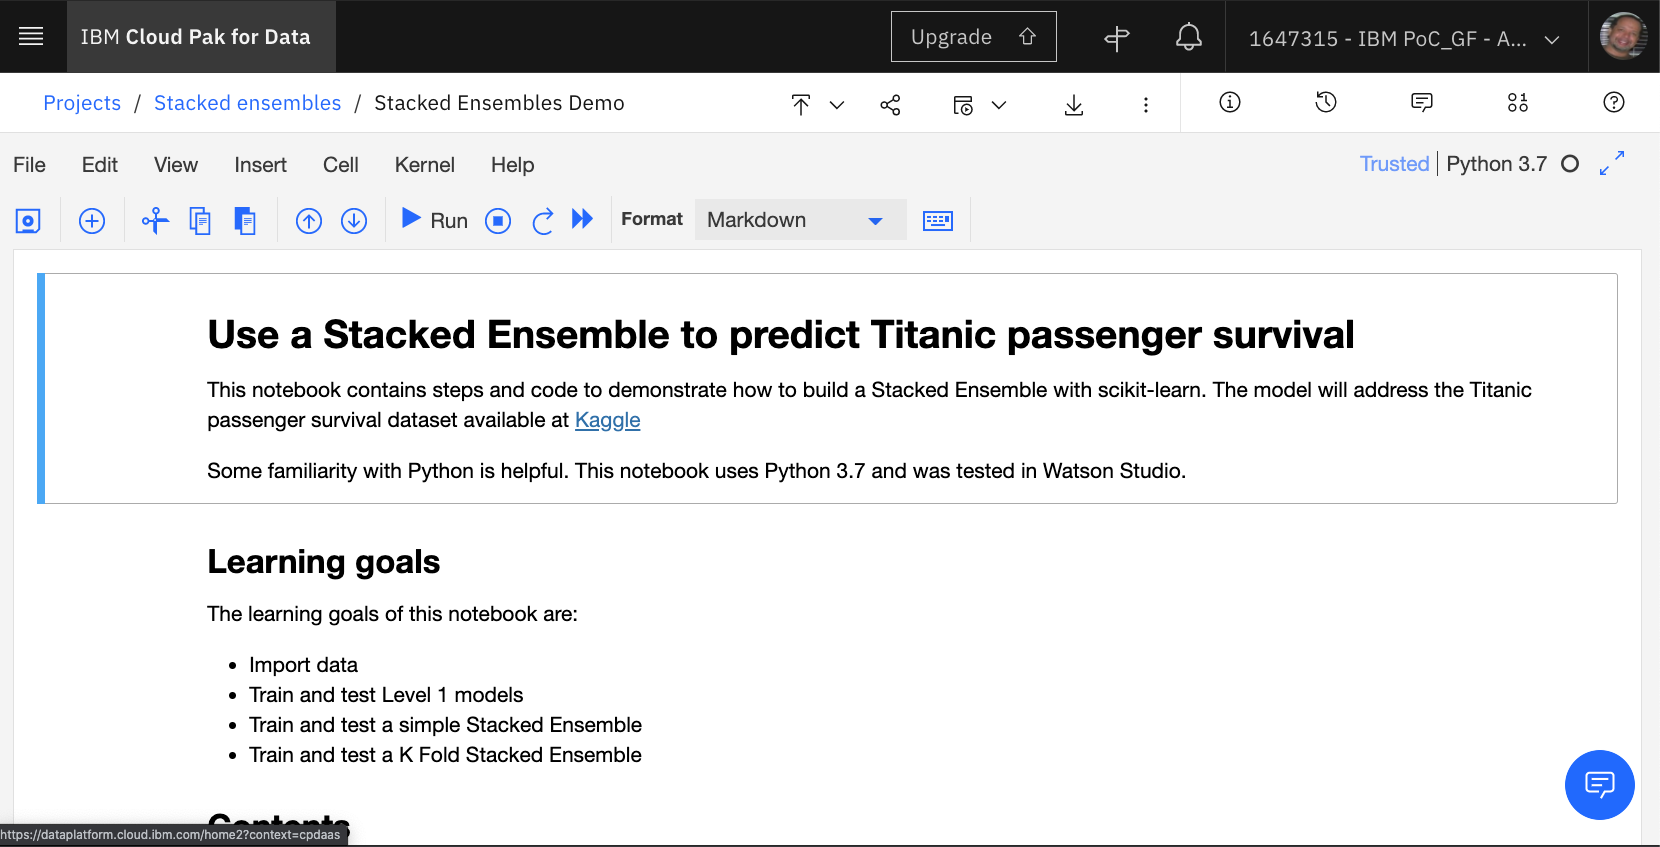 IBM Cloud Pak for Data
Upgrade
1647315 - IBM PoC_GF - A...
Projects / Stacked ensembles / Stacked Ensembles Demo
File Edit View Insert Cell Kernel Help
Trusted | Python 3.7
Run
Format
Markdown
Use a Stacked Ensemble to predict Titanic passenger survival
This notebook contains steps and code to demonstrate how to build a Stacked Ensemble with scikit-learn. The model will address the Titanic
passenger survival dataset available at Kaggle
Some familiarity with Python is helpful. This notebook uses Python 3.7 and was tested in Watson Studio.
Learning goals
The learning goals of this notebook are:
• Import data
• Train and test Level 1 models
• Train and test a simple Stacked Ensemble
• Train and test a K Fold Stacked Ensemble
Contents
https://dataplatform.cloud.ibm.com/home2?context=cpdaas